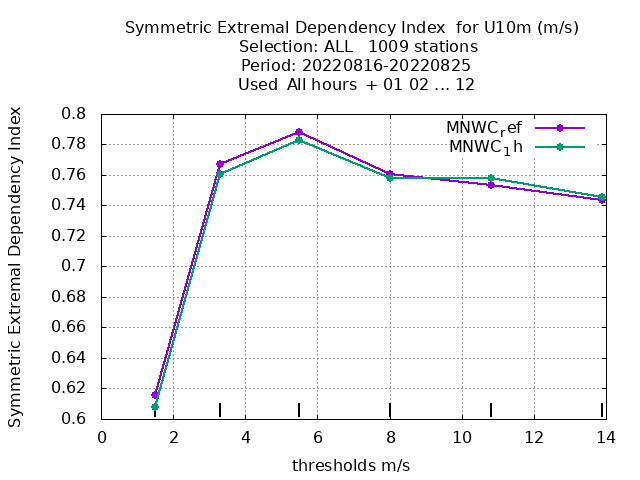 Symmetric Extremal Dependency Index  for U10m (m/s)
Selection: ALL   1009 stations
Period: 20220816-20220825
Used  All hours  + 01 02 ... 12
Symmetric Extremal Dependency Index
0.8
0.78
0.76
0.74
0.72
0.7
0.68
0.66
0.64
0.62
0.6
MNWCref
MNWC1h
0 2 4 6 8 10 12 14
thresholds m/s